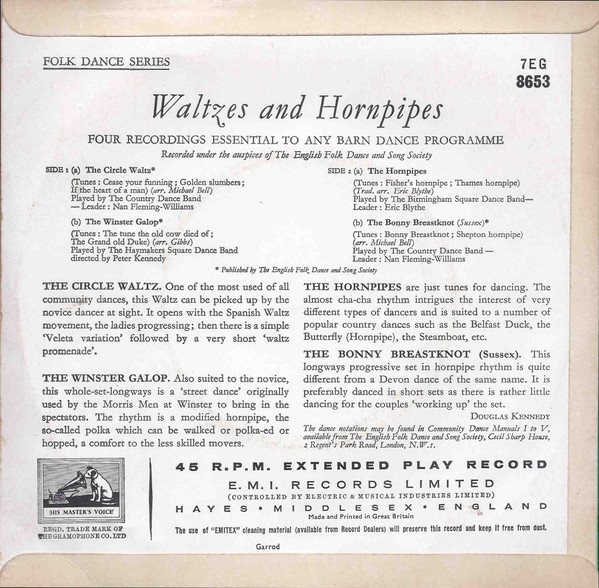 FOLK DANCE SERIES
7EG
8653
Waltzes and Hornpipes
FOUR RECORDINGS ESSENTIAL TO ANY BARN DANCE PROGRAMME
Recorded under the auspices of The English Folk Dance and Song Society
SIDE 1 (a) The Circle Waltz*
(Tunes : Cease your funning ; Golden slumbers ;
If the heart of a man) (arr. Michael Bell)
Played by The Country Dance Band
— Leader : Nan Fleming-Williams
(b) The Winster Galop*
(Tunes : The tune the old cow died of ;
The Grand old Duke) (arr. Gibbs)
Played by The Haymakers Square Dance Band
directed by Peter Kennedy
SIDE 2 (a) The Hornpipes
(Tunes : Fisher's hornpipe ; Thames hornpipe)
(Trad. arr. Eric Blythe)
Played by The Birmingham Square Dance Band—
Leader : Eric Blythe
(b) The Bonny Breastknot (Sussex)*
(Tunes : Bonny Breastknot ; Shepton hornpipe)
(arr. Michael Bell)
Played by The Country Dance Band —
Leader : Nan Fleming-Williams
* Published by The English Folk Dance and Song Society
THE CIRCLE WALTZ. One of the most used of all
community dances, this Waltz can be picked up by the
novice dancer at sight. It opens with the Spanish Waltz
movement, the ladies progressing ; then there is a simple
'Veleta variation' followed by a very short 'waltz
promenade'.
THE WINSTER GALOP. Also suited to the novice,
this whole-set-longways is a 'street dance' originally
used by the Morris Men at Winster to bring in the
spectators. The rhythm is a modified hornpipe, the
so-called polka which can be walked or polka-ed or
hopped, a comfort to the less skilled movers.
THE HORNPIPES are just tunes for dancing. The
almost cha-cha rhythm intrigues the interest of very
different types of dancers and is suited to a number of
popular country dances such as the Belfast Duck, the
Butterfly (Hornpipe), the Steamboat, etc.
THE BONNY BREASTKNOT (Sussex). This
longways progressive set in hornpipe rhythm is quite
different from a Devon dance of the same name. It is
preferably danced in short sets as there is rather little
dancing for the couples 'working up' the set.
DOUGLAS KENNEDY
The dance notations may be found in Community Dance Manuals I to V,
available from The English Folk Dance and Song Society, Cecil Sharp House,
2 Regent's Park Road, London, N.W.1.
HIS MASTER'S VOICE
REGD. TRADE MARK OF
THE GRAMOPHONE CO. LTD
45 R.P.M. EXTENDED PLAY RECORD
E.M.I. RECORDS LIMITED
(CONTROLLED BY ELECTRIC & MUSICAL INDUSTRIES LIMITED)
HAYES • MIDDLESEX • ENGLAND
Made and Printed in Great Britain
The use of "EMITEX" cleaning material (available from Record Dealers) will preserve this record and keep it free from dust.
Garrod